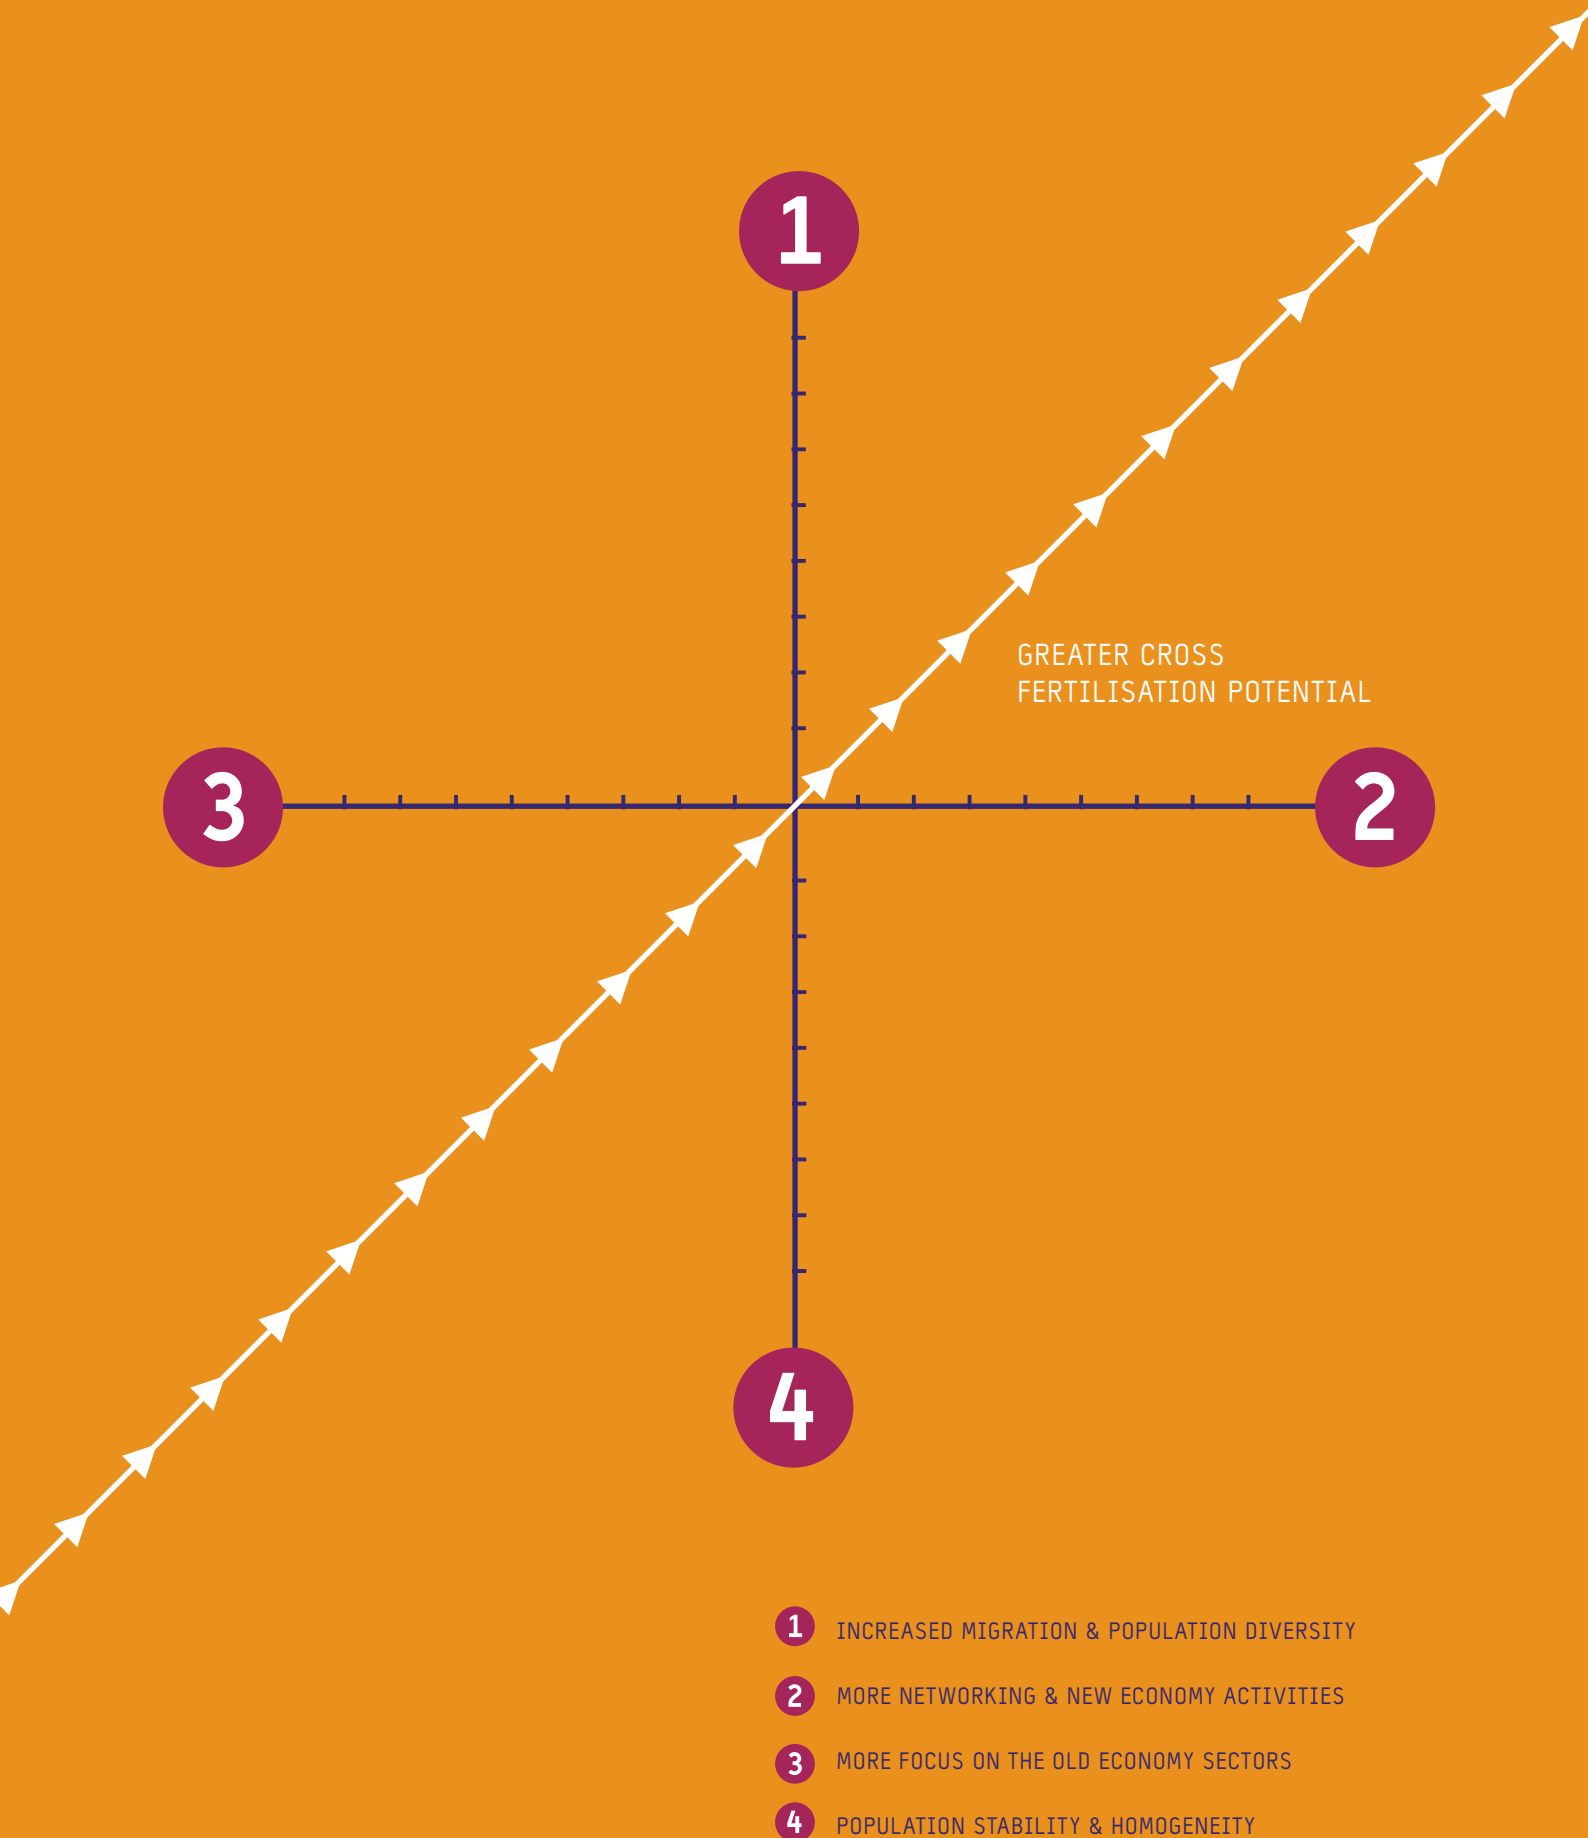 1
GREATER CROSS
FERTILISATION POTENTIAL
3
2
4
1 INCREASED MIGRATION & POPULATION DIVERSITY
2 MORE NETWORKING & NEW ECONOMY ACTIVITIES
3 MORE FOCUS ON THE OLD ECONOMY SECTORS
4 POPULATION STABILITY & HOMOGENEITY